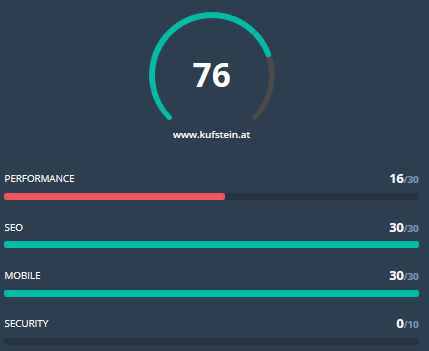 76
www.kufstein.at
PERFORMANCE 16/30
SEO 30/30
MOBILE 30/30
SECURITY 0/10